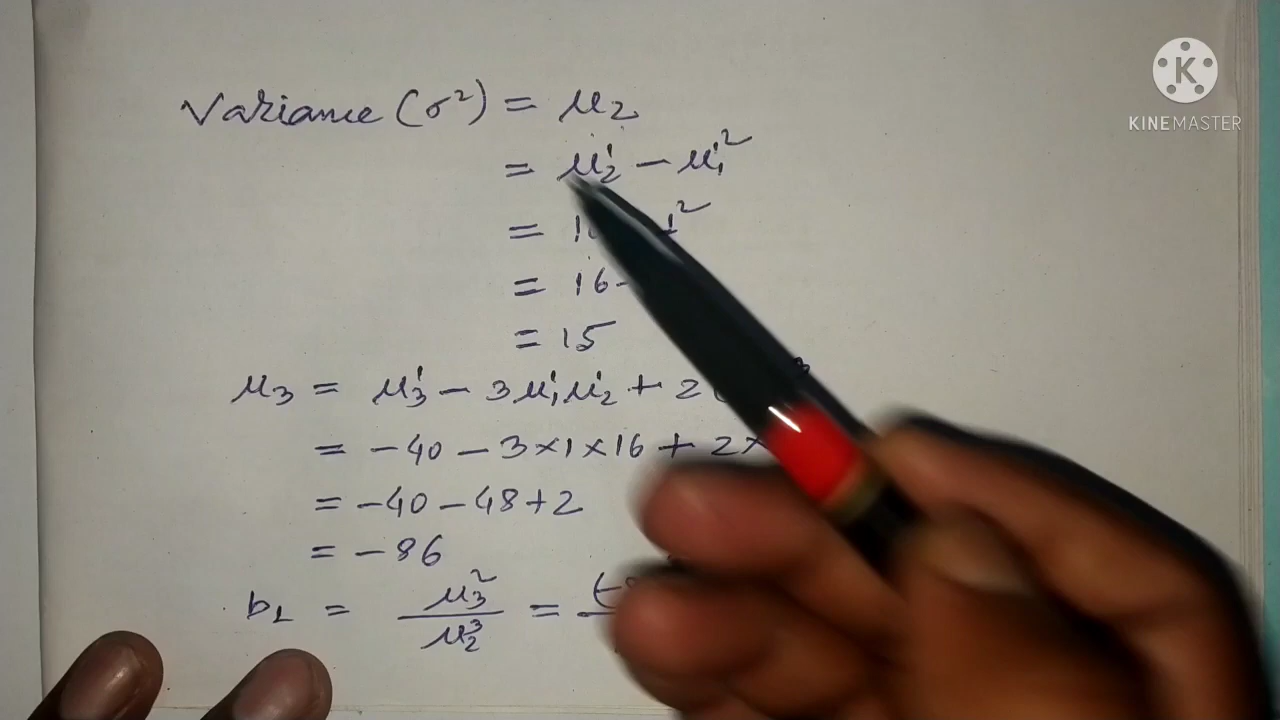 Variance (σ²) = μ₂
= μ₂' - μ₁'²
=
= 16-
= 15
μ₃ = μ₃' - 3μ₁'μ₂' + 2
= -40 - 3×1×16 + 2×
= -40 - 48 + 2
= -86
b₁ = μ₃²/μ₂³ =
K
KINEMASTER